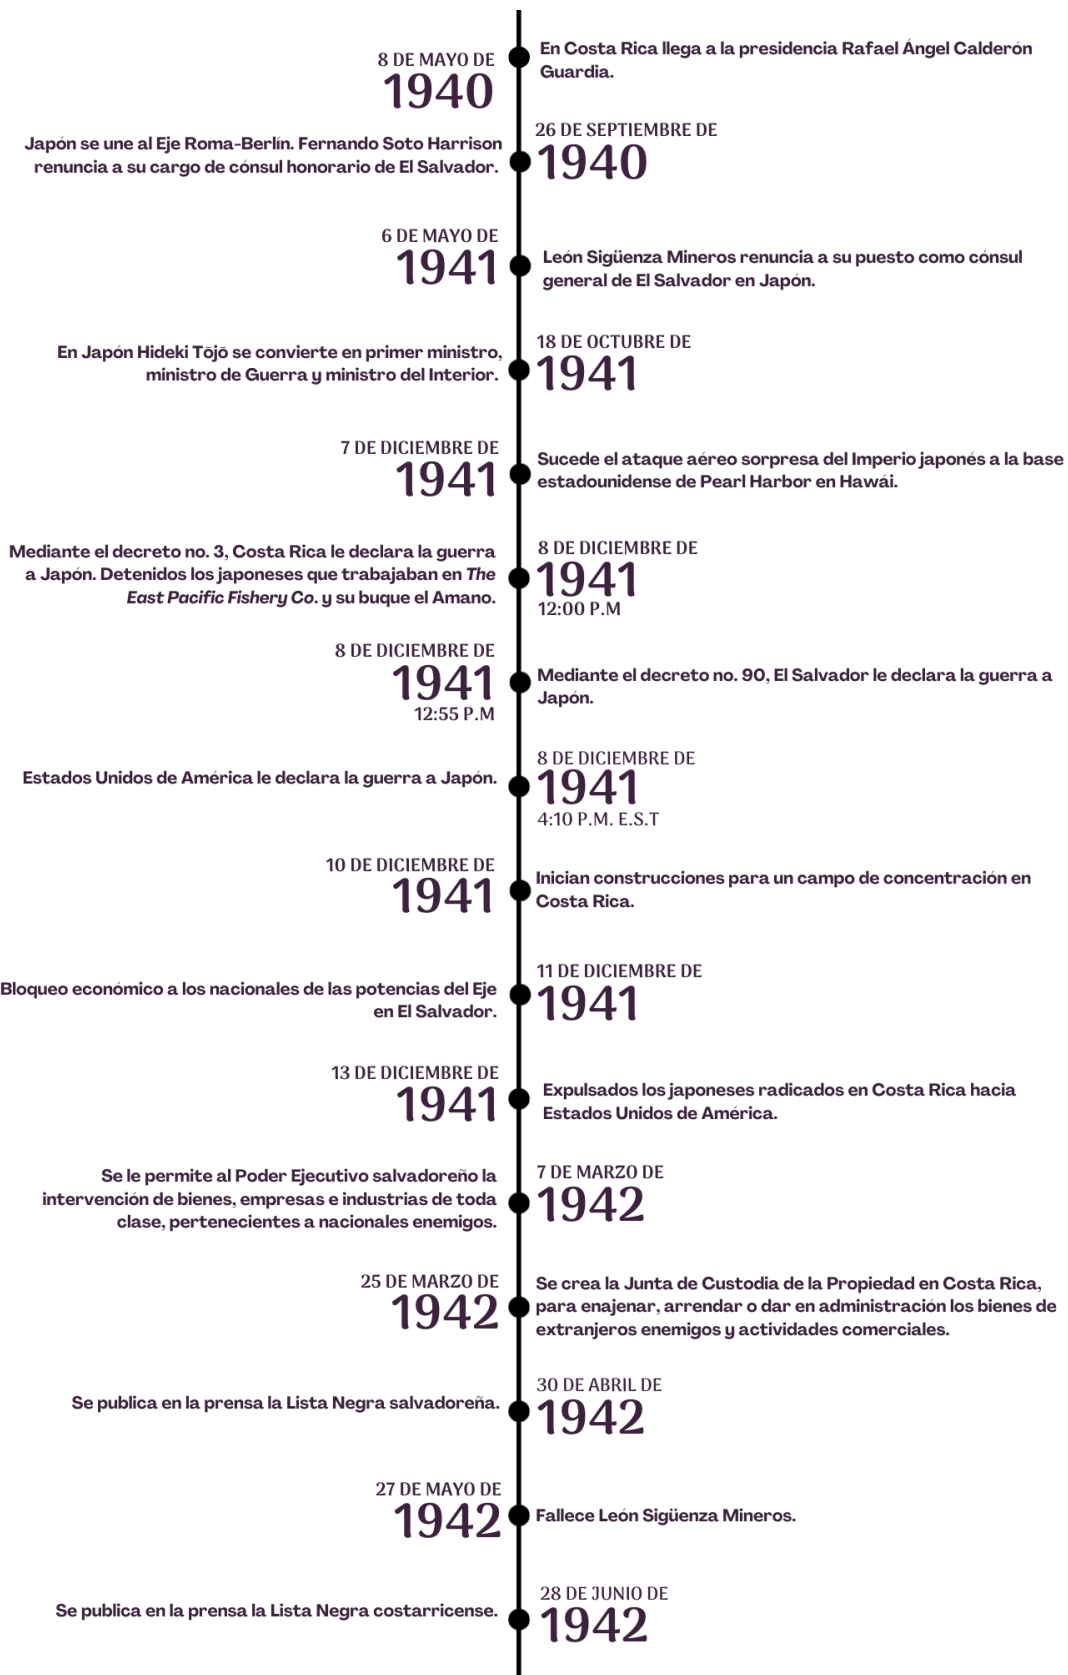 8 DE MAYO DE
1940
En Costa Rica llega a la presidencia Rafael Ángel Calderón
Guardia.
26 DE SEPTIEMBRE DE
1940
Japón se une al Eje Roma-Berlín. Fernando Soto Harrison
renuncia a su cargo de cónsul honorario de El Salvador.
6 DE MAYO DE
1941
León Sigüenza Mineros renuncia a su puesto como cónsul
general de El Salvador en Japón.
18 DE OCTUBRE DE
1941
En Japón Hideki Tōjō se convierte en primer ministro,
ministro de Guerra y ministro del Interior.
7 DE DICIEMBRE DE
1941
Sucede el ataque aéreo sorpresa del Imperio japonés a la base
estadounidense de Pearl Harbor en Hawái.
8 DE DICIEMBRE DE
1941
12:00 P.M
Mediante el decreto no. 3, Costa Rica le declara la guerra
a Japón. Detenidos los japoneses que trabajaban en The
East Pacific Fishery Co. y su buque el Amano.
8 DE DICIEMBRE DE
1941
12:55 P.M
Mediante el decreto no. 90, El Salvador le declara la guerra a
Japón.
8 DE DICIEMBRE DE
1941
4:10 P.M. E.S.T
Estados Unidos de América le declara la guerra a Japón.
10 DE DICIEMBRE DE
1941
Inician construcciones para un campo de concentración en
Costa Rica.
11 DE DICIEMBRE DE
1941
Bloqueo económico a los nacionales de las potencias del Eje
en El Salvador.
13 DE DICIEMBRE DE
1941
Expulsados los japoneses radicados en Costa Rica hacia
Estados Unidos de América.
7 DE MARZO DE
1942
Se le permite al Poder Ejecutivo salvadoreño la
intervención de bienes, empresas e industrias de toda
clase, pertenecientes a nacionales enemigos.
25 DE MARZO DE
1942
Se crea la Junta de Custodia de la Propiedad en Costa Rica,
para enajenar, arrendar o dar en administración los bienes de
extranjeros enemigos y actividades comerciales.
30 DE ABRIL DE
1942
Se publica en la prensa la Lista Negra salvadoreña.
27 DE MAYO DE
1942
Fallece León Sigüenza Mineros.
28 DE JUNIO DE
1942
Se publica en la prensa la Lista Negra costarricense.